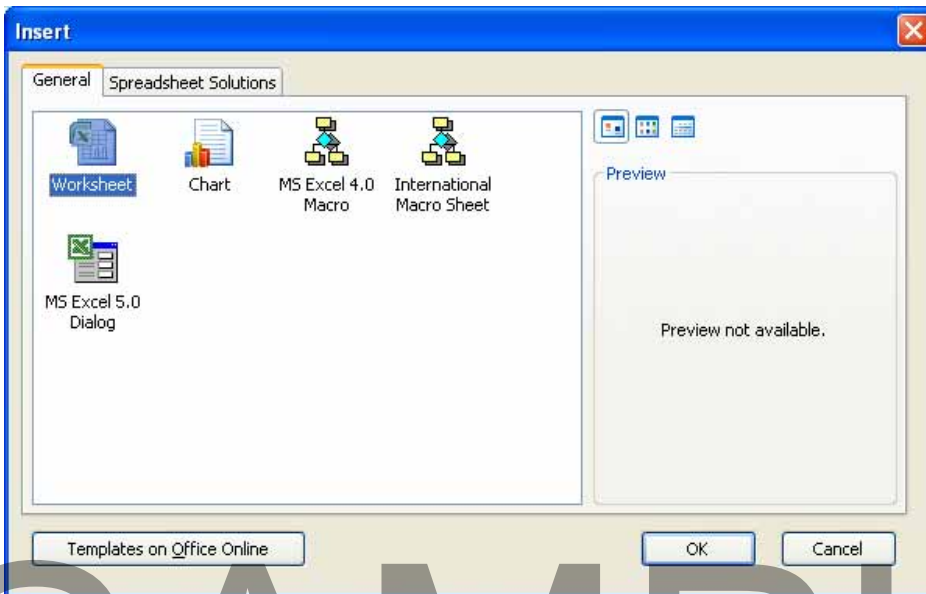 Insert
General
Spreadsheet Solutions
Worksheet
Chart
MS Excel 4.0
Macro
International
Macro Sheet
MS Excel 5.0
Dialog
Preview
Preview not available.
Templates on Office Online
OK
Cancel